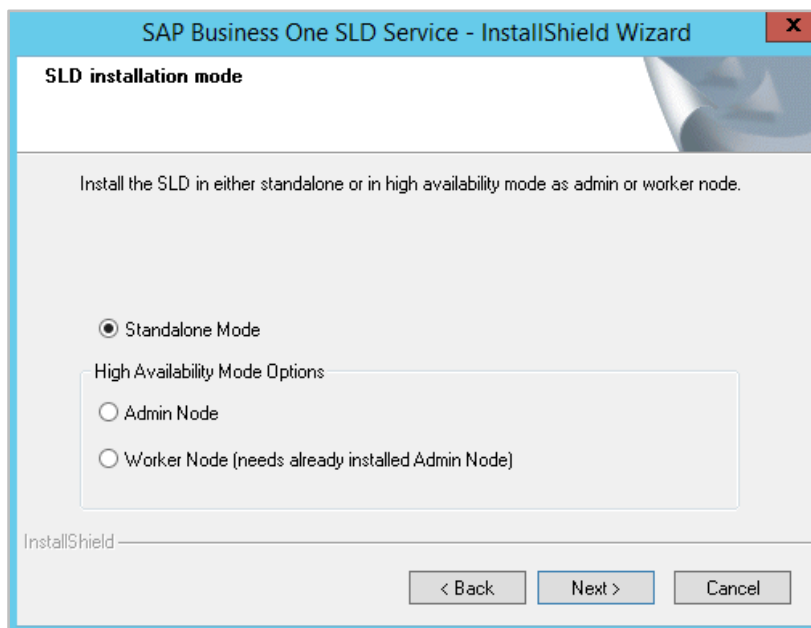 SAP Business One SLD Service - InstallShield Wizard
X
SLD installation mode
Install the SLD in either standalone or in high availability mode as admin or worker node.
Standalone Mode
High Availability Mode Options
Admin Node
Worker Node (needs already installed Admin Node)
InstallShield
< Back Next > Cancel